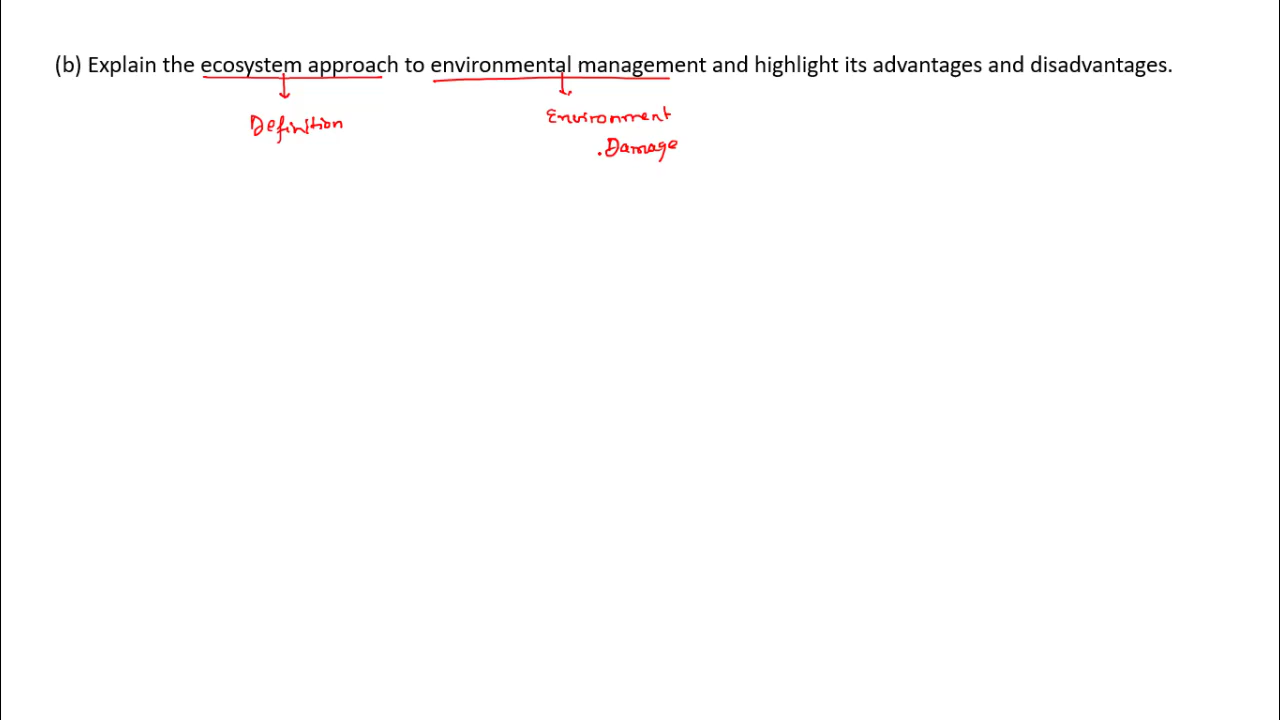 (b) Explain the ecosystem approach to environmental management and highlight its advantages and disadvantages.
Definition
Environment
.Damage